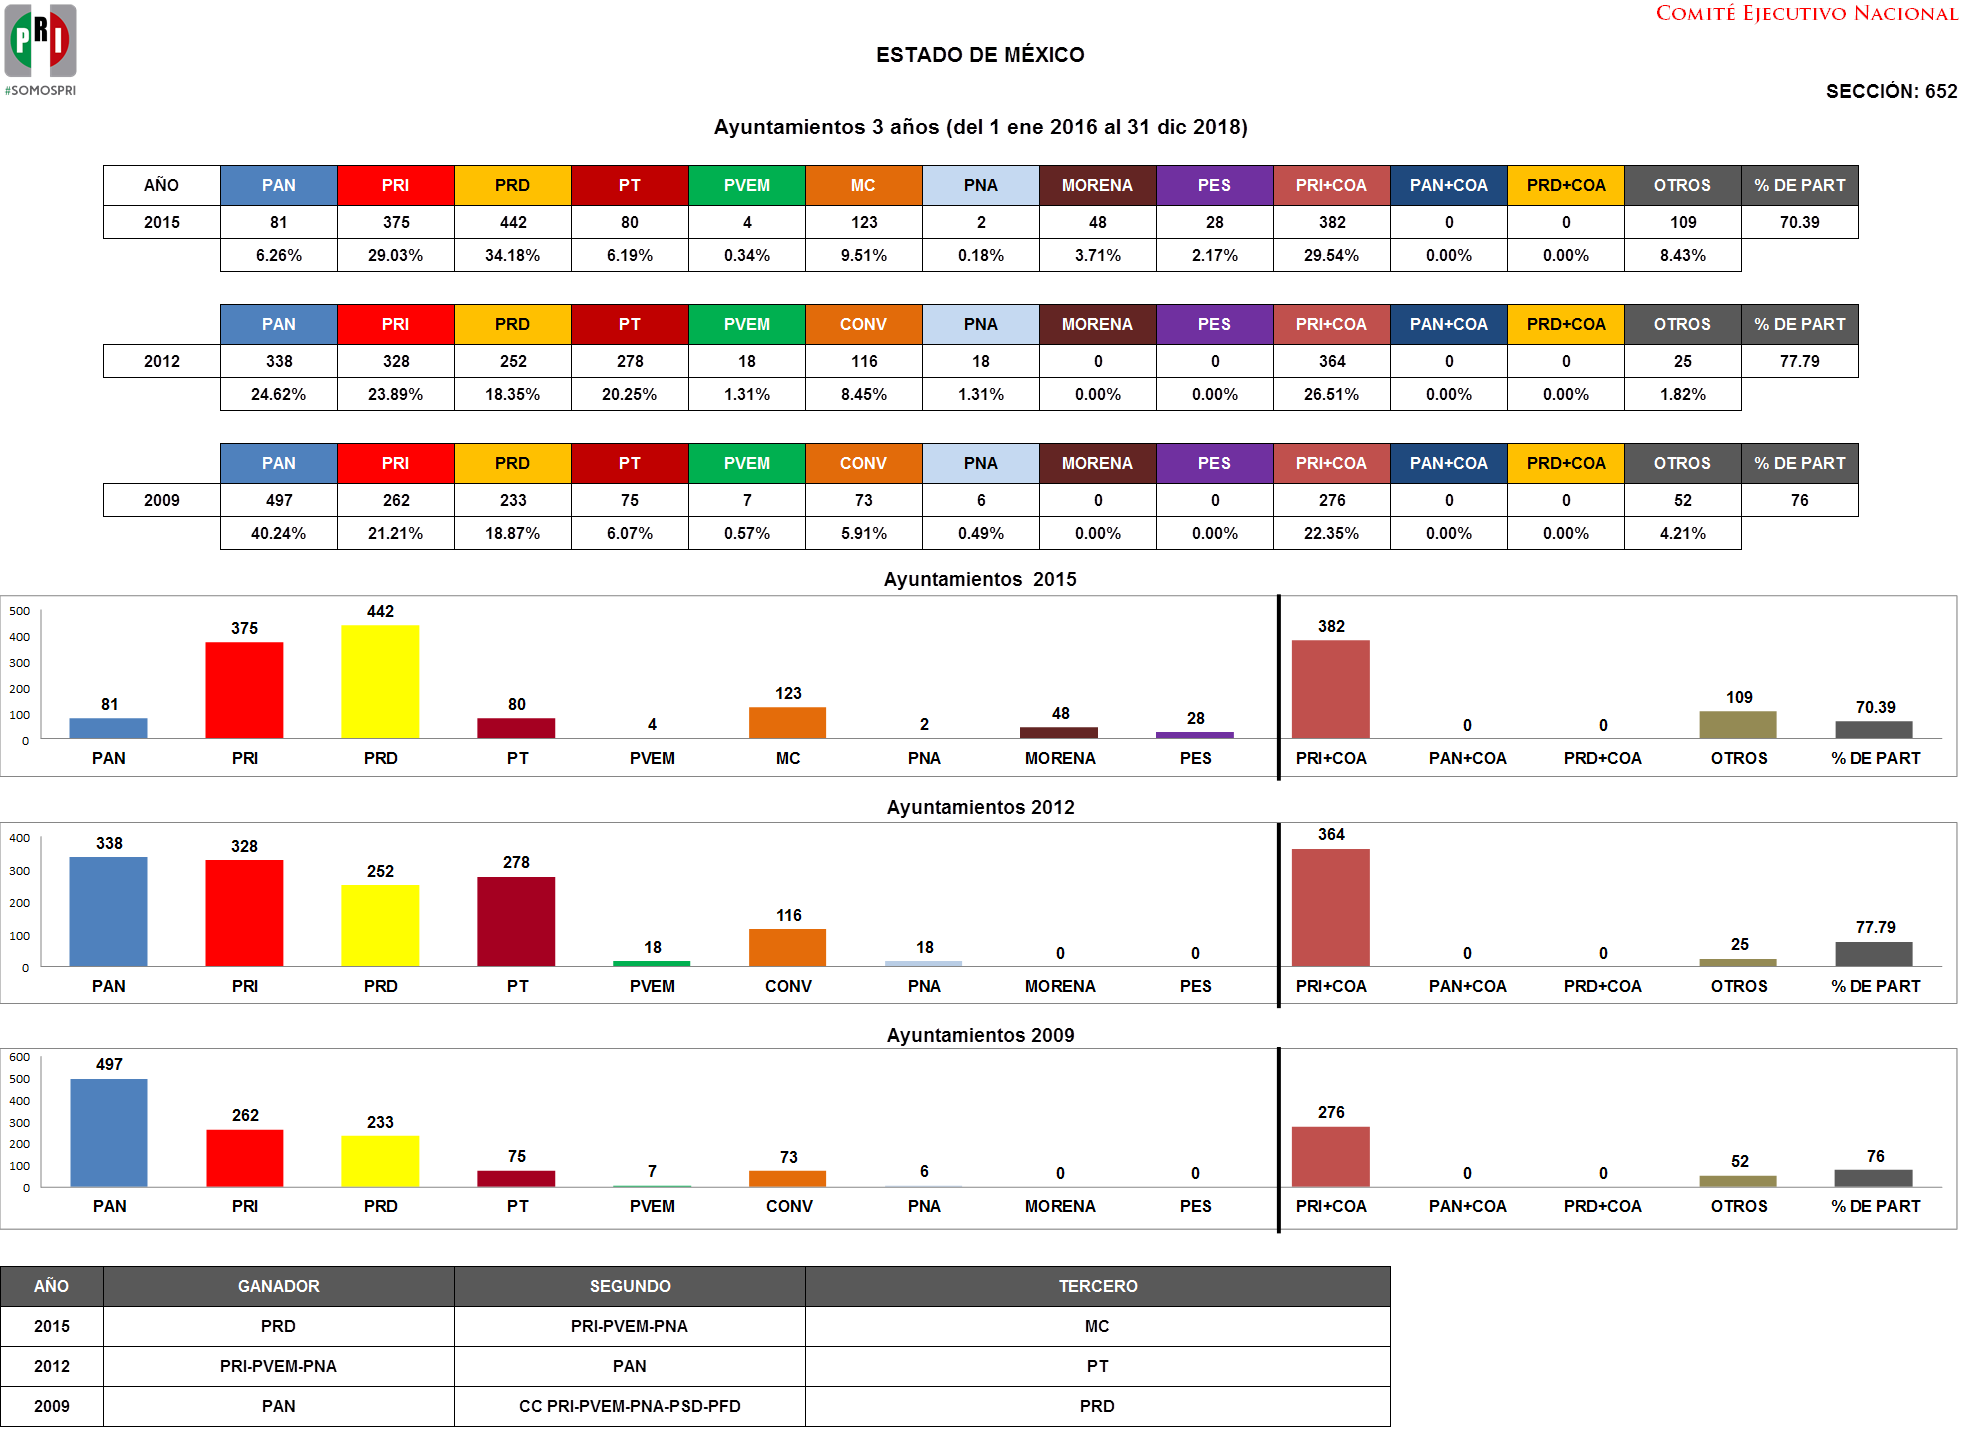 PRI
#SOMOSPRI
COMITÉ EJECUTIVO NACIONAL
ESTADO DE MÉXICO
SECCIÓN: 652
Ayuntamientos 3 años (del 1 ene 2016 al 31 dic 2018)
AÑO PAN PRI PRD PT PVEM MC PNA MORENA PES PRI+COA PAN+COA PRD+COA OTROS % DE PART
2015 81 375 442 80 4 123 2 48 28 382 0 0 109 70.39
6.26% 29.03% 34.18% 6.19% 0.34% 9.51% 0.18% 3.71% 2.17% 29.54% 0.00% 0.00% 8.43%
PAN PRI PRD PT PVEM CONV PNA MORENA PES PRI+COA PAN+COA PRD+COA OTROS % DE PART
2012 338 328 252 278 18 116 18 0 0 364 0 0 25 77.79
24.62% 23.89% 18.35% 20.25% 1.31% 8.45% 1.31% 0.00% 0.00% 26.51% 0.00% 0.00% 1.82%
PAN PRI PRD PT PVEM CONV PNA MORENA PES PRI+COA PAN+COA PRD+COA OTROS % DE PART
2009 497 262 233 75 7 73 6 0 0 276 0 0 52 76
40.24% 21.21% 18.87% 6.07% 0.57% 5.91% 0.49% 0.00% 0.00% 22.35% 0.00% 0.00% 4.21%
Ayuntamientos 2015
500
400
300
200
100
0
81 375 442 80 4 123 2 48 28 382 0 0 109 70.39
PAN PRI PRD PT PVEM MC PNA MORENA PES PRI+COA PAN+COA PRD+COA OTROS % DE PART
Ayuntamientos 2012
400
300
200
100
0
338 328 252 278 18 116 18 0 0 364 0 0 25 77.79
PAN PRI PRD PT PVEM CONV PNA MORENA PES PRI+COA PAN+COA PRD+COA OTROS % DE PART
Ayuntamientos 2009
600
500
400
300
200
100
0
497 262 233 75 7 73 6 0 0 276 0 0 52 76
PAN PRI PRD PT PVEM CONV PNA MORENA PES PRI+COA PAN+COA PRD+COA OTROS % DE PART
AÑO GANADOR SEGUNDO TERCERO
2015 PRD PRI-PVEM-PNA MC
2012 PRI-PVEM-PNA PAN PT
2009 PAN CC PRI-PVEM-PNA-PSD-PFD PRD